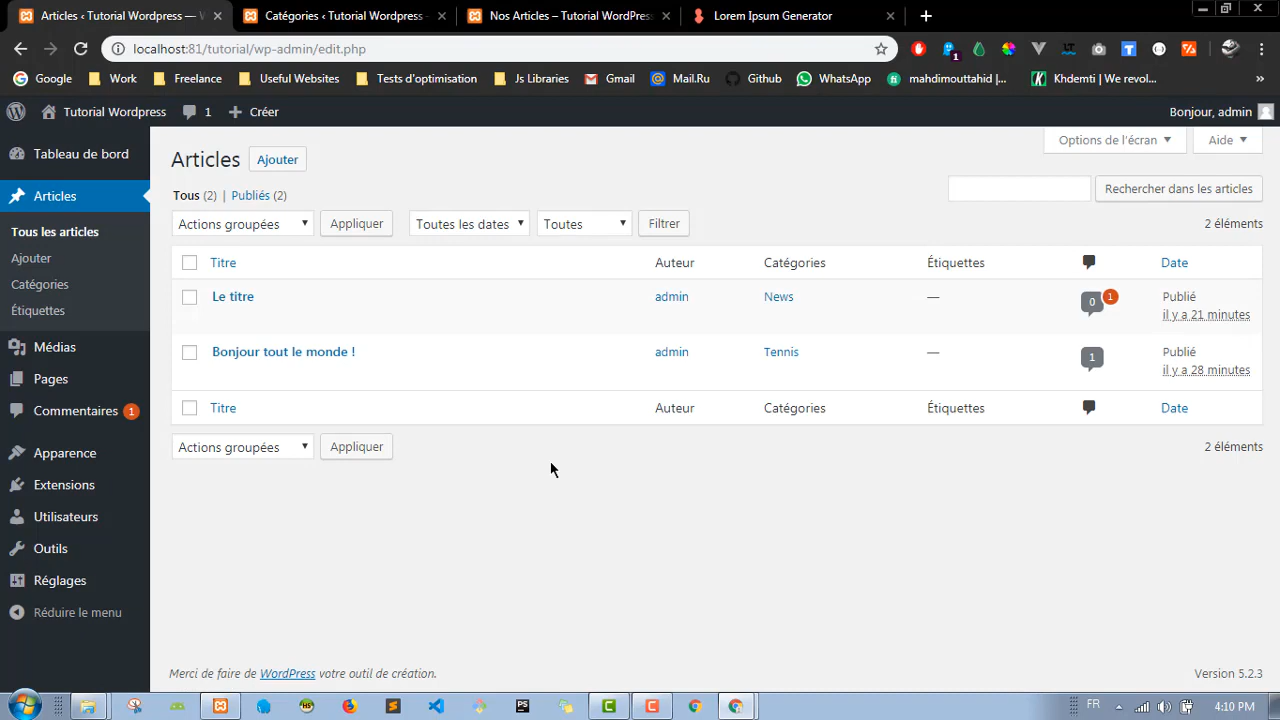 Articles ‹ Tutorial Wordpress —
Catégories ‹ Tutorial Wordpress -
Nos Articles – Tutorial WordPress
Lorem Ipsum Generator
localhost:81/tutorial/wp-admin/edit.php
1
Google
Work
Freelance
Useful Websites
Tests d'optimisation
Js Libraries
Gmail
Mail.Ru
Github
WhatsApp
mahdimouttahid |...
Khdemti | We revol...
»
Tutorial Wordpress
1
Créer
Bonjour, admin
Tableau de bord
Articles
Tous les articles
Ajouter
Catégories
Étiquettes
Médias
Pages
Commentaires 1
Apparence
Extensions
Utilisateurs
Outils
Réglages
Réduire le menu
Options de l'écran
Aide
Articles
Ajouter
Tous (2) | Publiés (2)
Rechercher dans les articles
Actions groupées
Appliquer
Toutes les dates
Toutes
Filtrer
2 éléments
Titre Auteur Catégories Étiquettes Date
Le titre admin News — 0 1 Publié
il y a 21 minutes
Bonjour tout le monde ! admin Tennis — 1 Publié
il y a 28 minutes
Titre Auteur Catégories Étiquettes Date
Actions groupées
Appliquer
2 éléments
Merci de faire de WordPress votre outil de création.
Version 5.2.3
PS
FR
4:10 PM